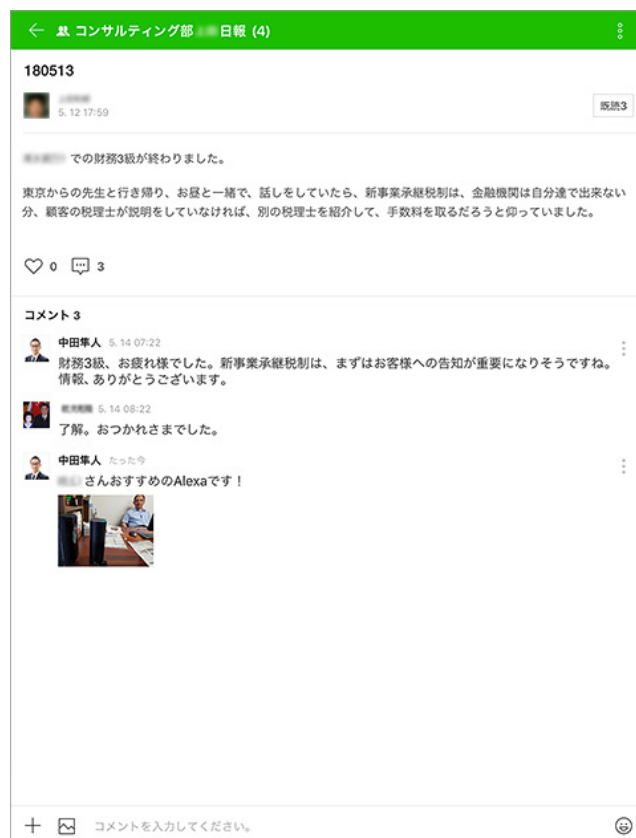 コンサルティング部 日報 (4)
180513
5. 12 17:59
既読3
での財務3級が終わりました。
東京からの先生と行き帰り、お昼と一緒で、話しをしていたら、新事業承継税制は、金融機関は自分達で出来ない
分、顧客の税理士が説明をしていなければ、別の税理士を紹介して、手数料を取るだろうと仰っていました。
0 3
コメント 3
中田隼人 5. 14 07:22
財務3級、お疲れ様でした。新事業承継税制は、まずはお客様への告知が重要になりそうですね。
情報、ありがとうございます。
5. 14 08:22
了解。おつかれさまでした。
中田隼人 たった今
さんおすすめのAlexaです！
コメントを入力してください。